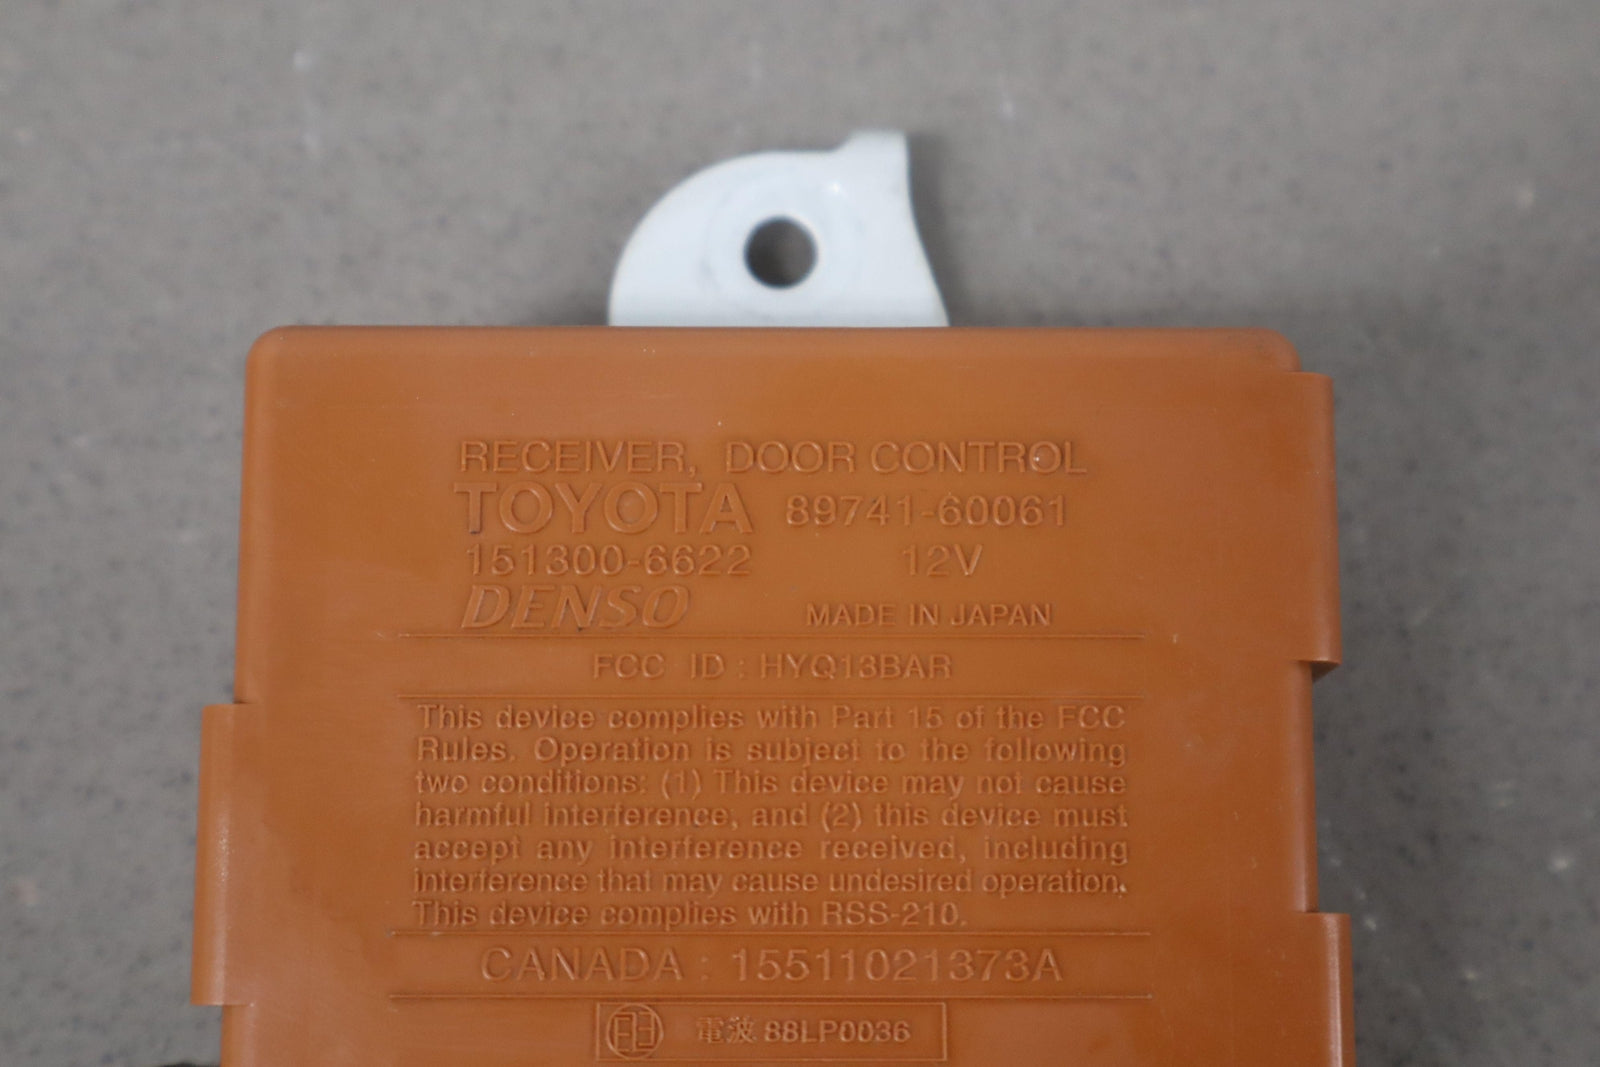 RECEIVER, DOOR CONTROL
TOYOTA 89741-60061
151300-6622 12V
DENSO MADE IN JAPAN
FCC ID : HYQ13BAR
This device complies with Part 15 of the FCC
Rules. Operation is subject to the following
two conditions: (1) This device may not cause
harmful interference, and (2) this device must
accept any interference received, including
interference that may cause undesired operation.
This device complies with RSS-210.
CANADA : 15511021373A
電波 88LP0036